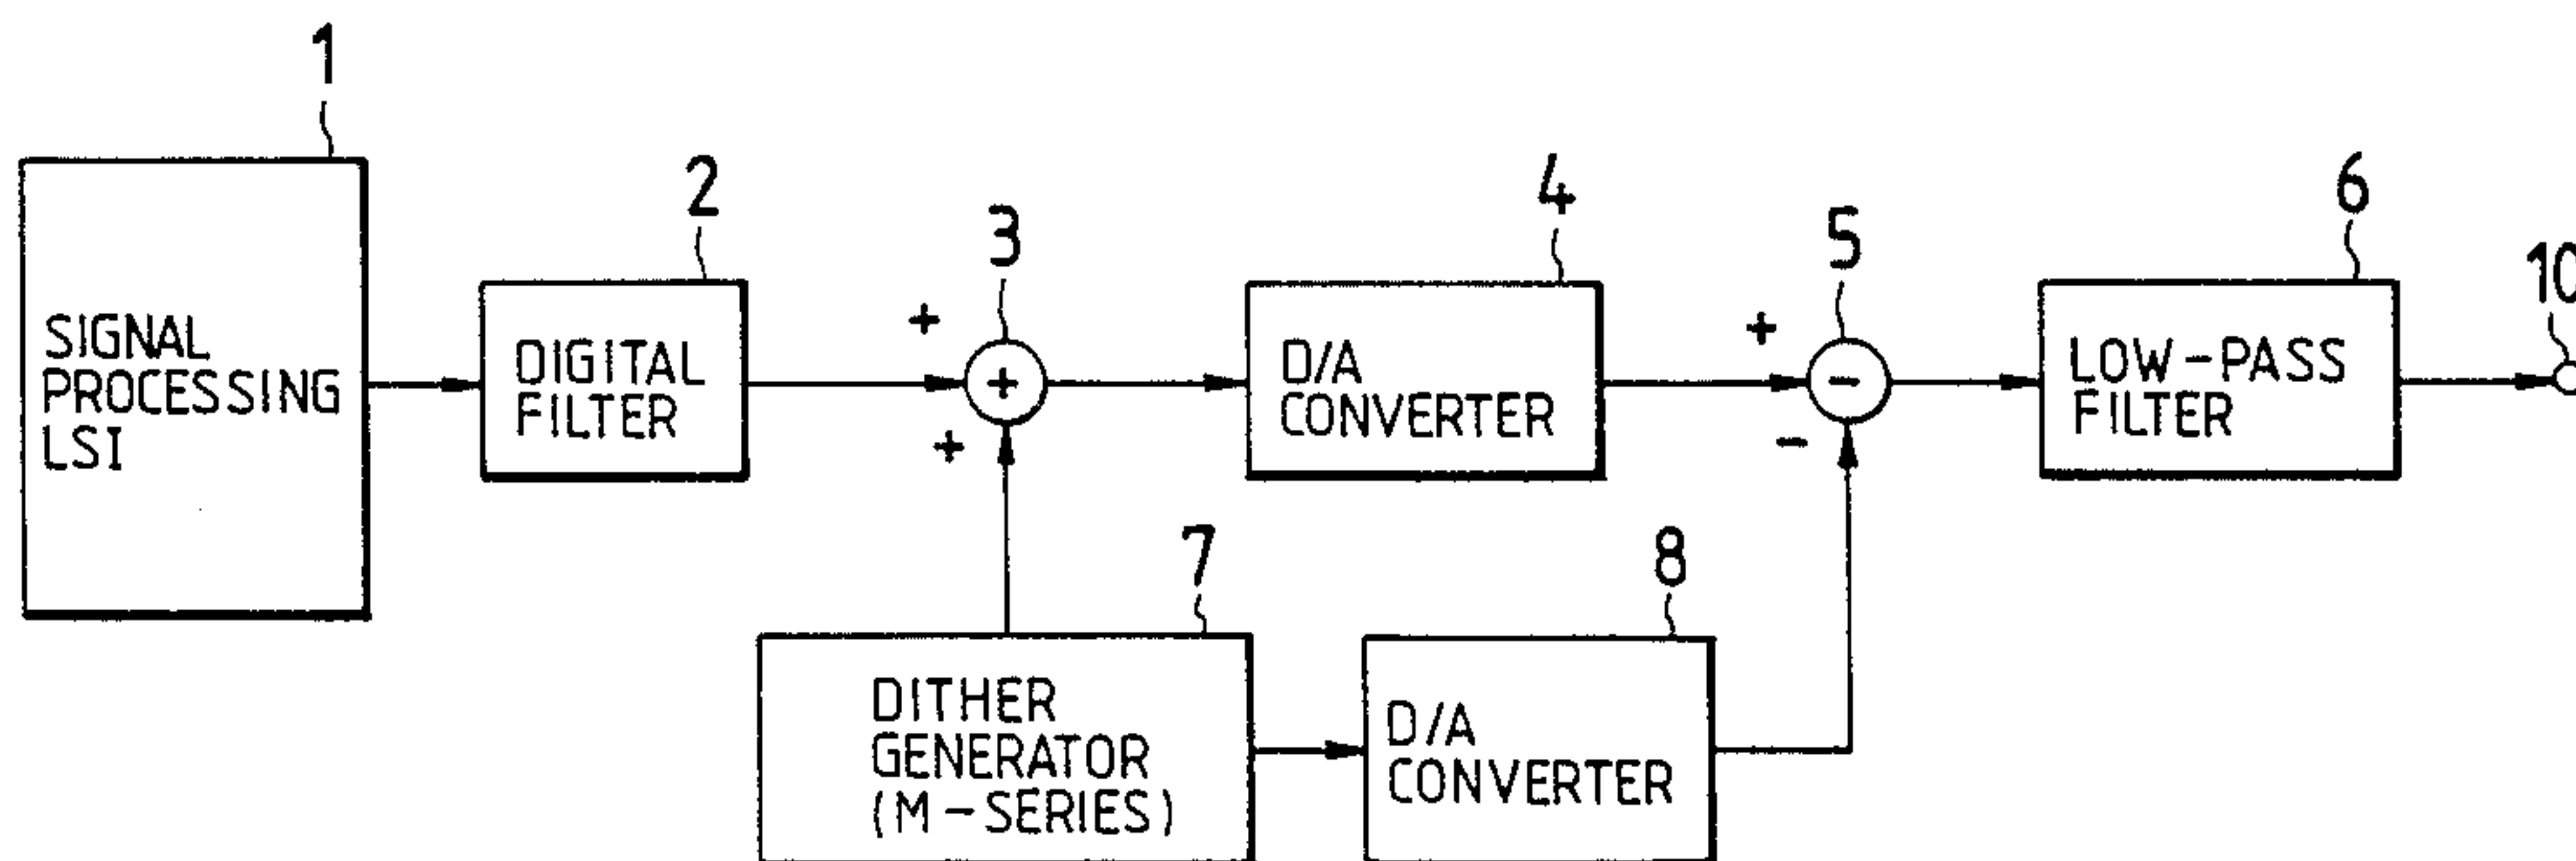 1
2
3
4
5
6
10
SIGNAL
PROCESSING
LSI
DIGITAL
FILTER
+
+
+
D/A
CONVERTER
+
-
-
LOW-PASS
FILTER
7
8
DITHER
GENERATOR
(M-SERIES)
D/A
CONVERTER